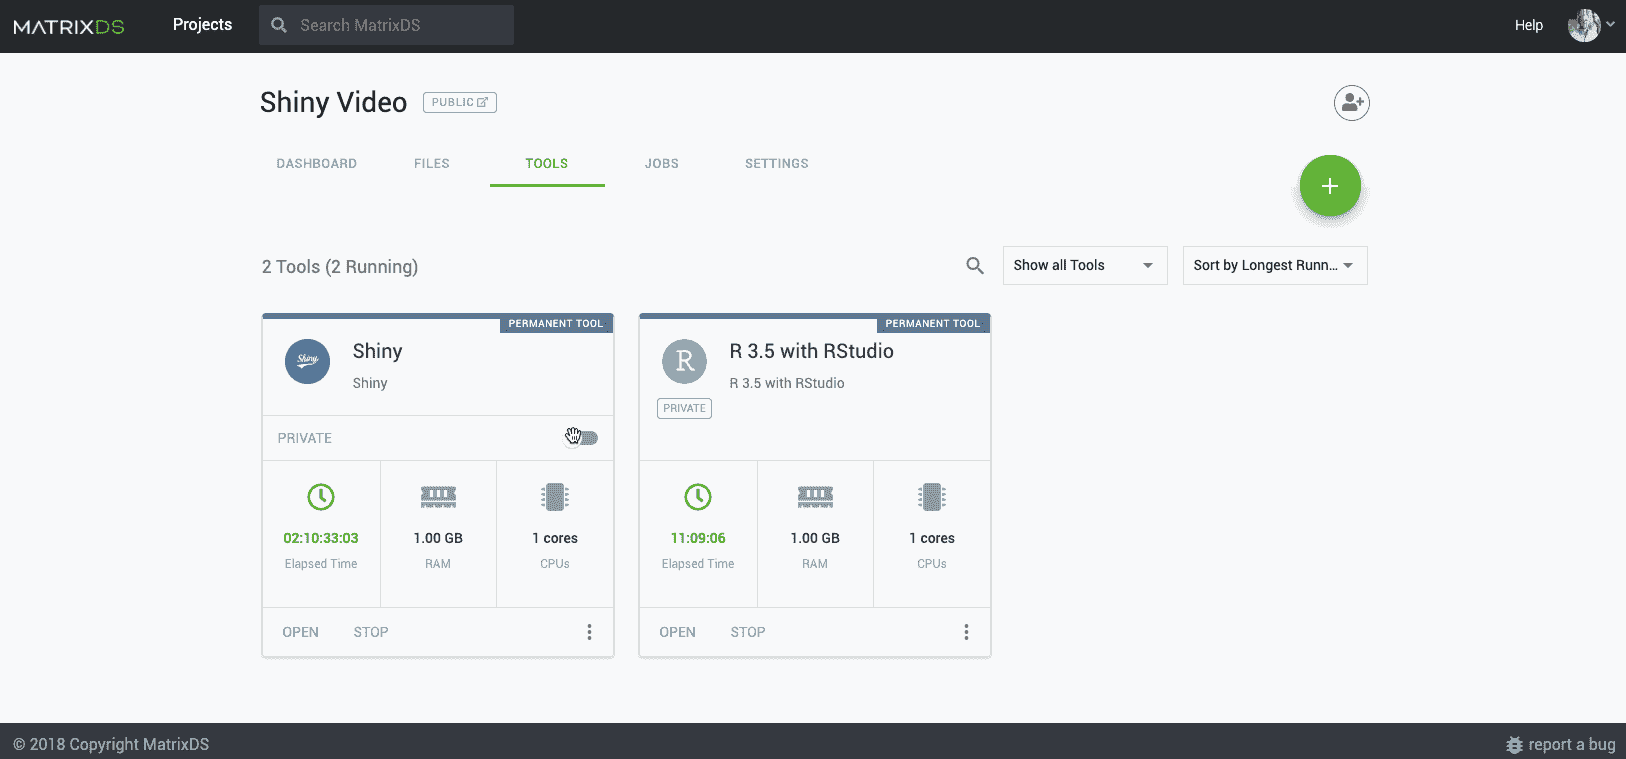 MATRIXDS Projects Search MatrixDS Help
Shiny Video PUBLIC
DASHBOARD FILES TOOLS JOBS SETTINGS
+
2 Tools (2 Running) Show all Tools Sort by Longest Runn...
PERMANENT TOOL
Shiny
Shiny
Shiny
PRIVATE
02:10:33:03 1.00 GB 1 cores
Elapsed Time RAM CPUs
OPEN STOP
PERMANENT TOOL
R
R 3.5 with RStudio
R 3.5 with RStudio
PRIVATE
11:09:06 1.00 GB 1 cores
Elapsed Time RAM CPUs
OPEN STOP
© 2018 Copyright MatrixDS report a bug